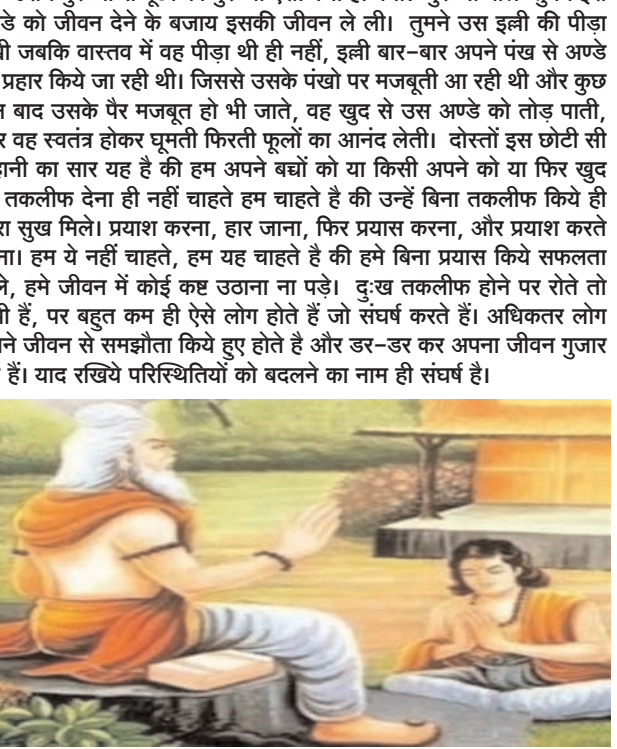 को जीवन देने के बजाय इसकी जीवन ले ली। तुमने उस इल्ली की पीड़ा
जबकि वास्तव में वह पीड़ा थी ही नहीं, इल्ली बार-बार अपने पंख से अण्डे
प्रहार किये जा रही थी। जिससे उसके पंखो पर मजबूती आ रही थी और कुछ
बाद उसके पैर मजबूत हो भी जाते, वह खुद से उस अण्डे को तोड़ पाती,
वह स्वतंत्र होकर घूमती फिरती फूलों का आनंद लेती। दोस्तों इस छोटी सी
का सार यह है की हम अपने बच्चों को या किसी अपने को या फिर खुद
तकलीफ देना ही नहीं चाहते हम चाहते है की उन्हें बिना तकलीफ किये ही
सुख मिले। प्रयाश करना, हार जाना, फिर प्रयास करना, और प्रयाश करते
हम ये नहीं चाहते, हम यह चाहते है की हमे बिना प्रयास किये सफलता
हमे जीवन में कोई कष्ट उठाना ना पड़े। दुःख तकलीफ होने पर रोते तो
हैं, पर बहुत कम ही ऐसे लोग होते हैं जो संघर्ष करते हैं। अधिकतर लोग
जीवन से समझौता किये हुए होते है और डर-डर कर अपना जीवन गुजार
हैं। याद रखिये परिस्थितियों को बदलने का नाम ही संघर्ष है।